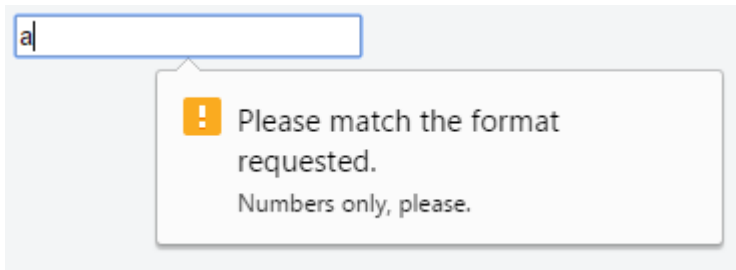 a
Please match the format
requested.
Numbers only, please.